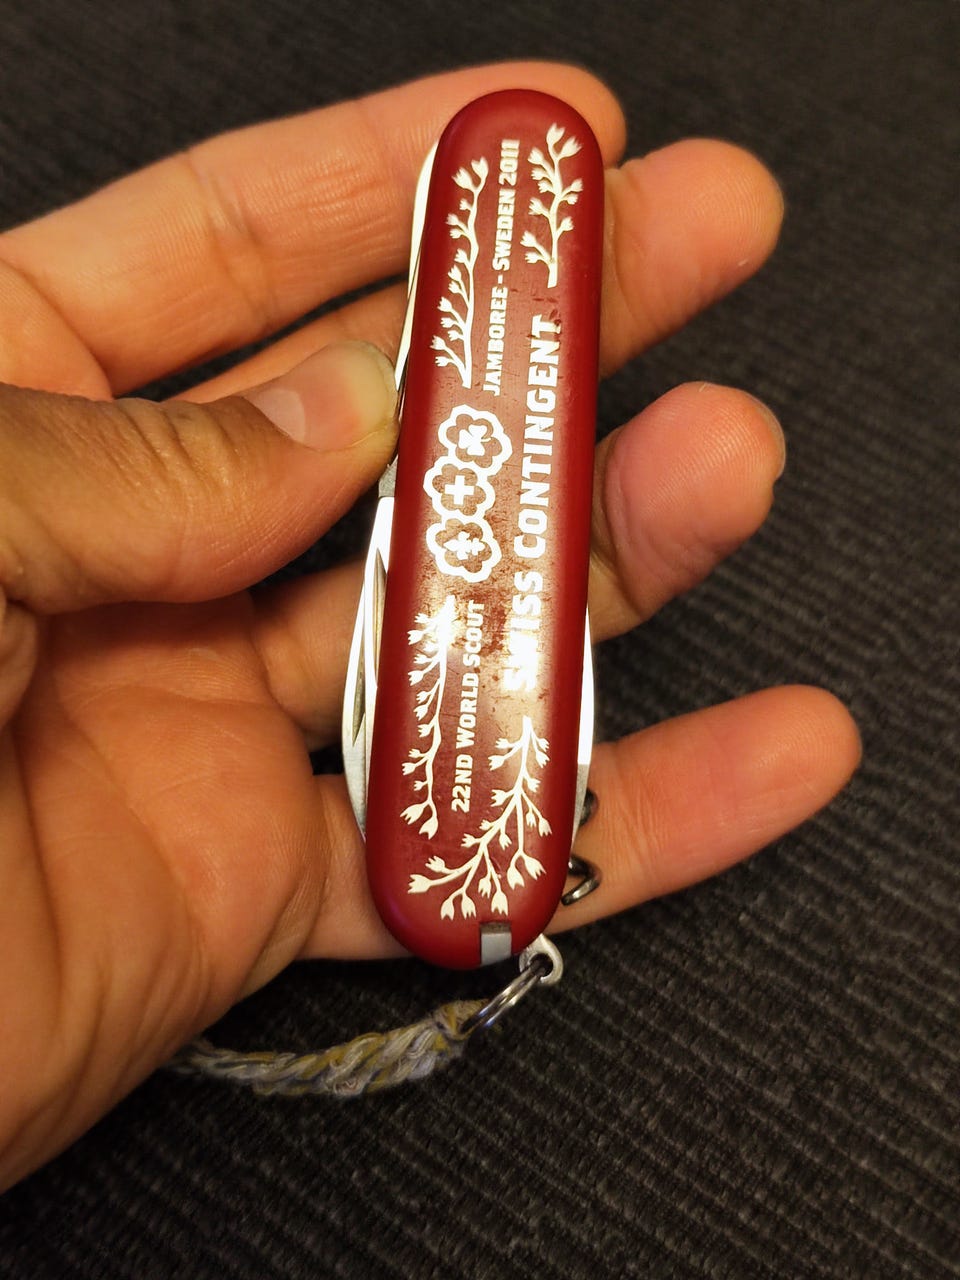 22ND WORLD SCOUT JAMBOREE - SWEDEN 2011
SWISS CONTINGENT